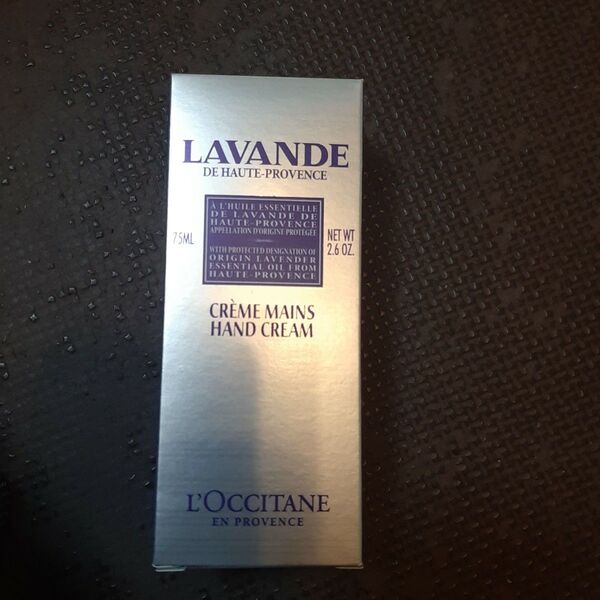 LAVANDE
DE HAUTE-PROVENCE
À L'HUILE ESSENTIELLE
DE LAVANDE DE
HAUTE-PROVENCE
APPELLATION D'ORIGINE PROTÉGÉE
WITH PROTECTED DESIGNATION OF
ORIGIN LAVENDER
ESSENTIAL OIL FROM
HAUTE-PROVENCE
75ML
NET WT
2.6 OZ.
CRÈME MAINS
HAND CREAM
L'OCCITANE
EN PROVENCE